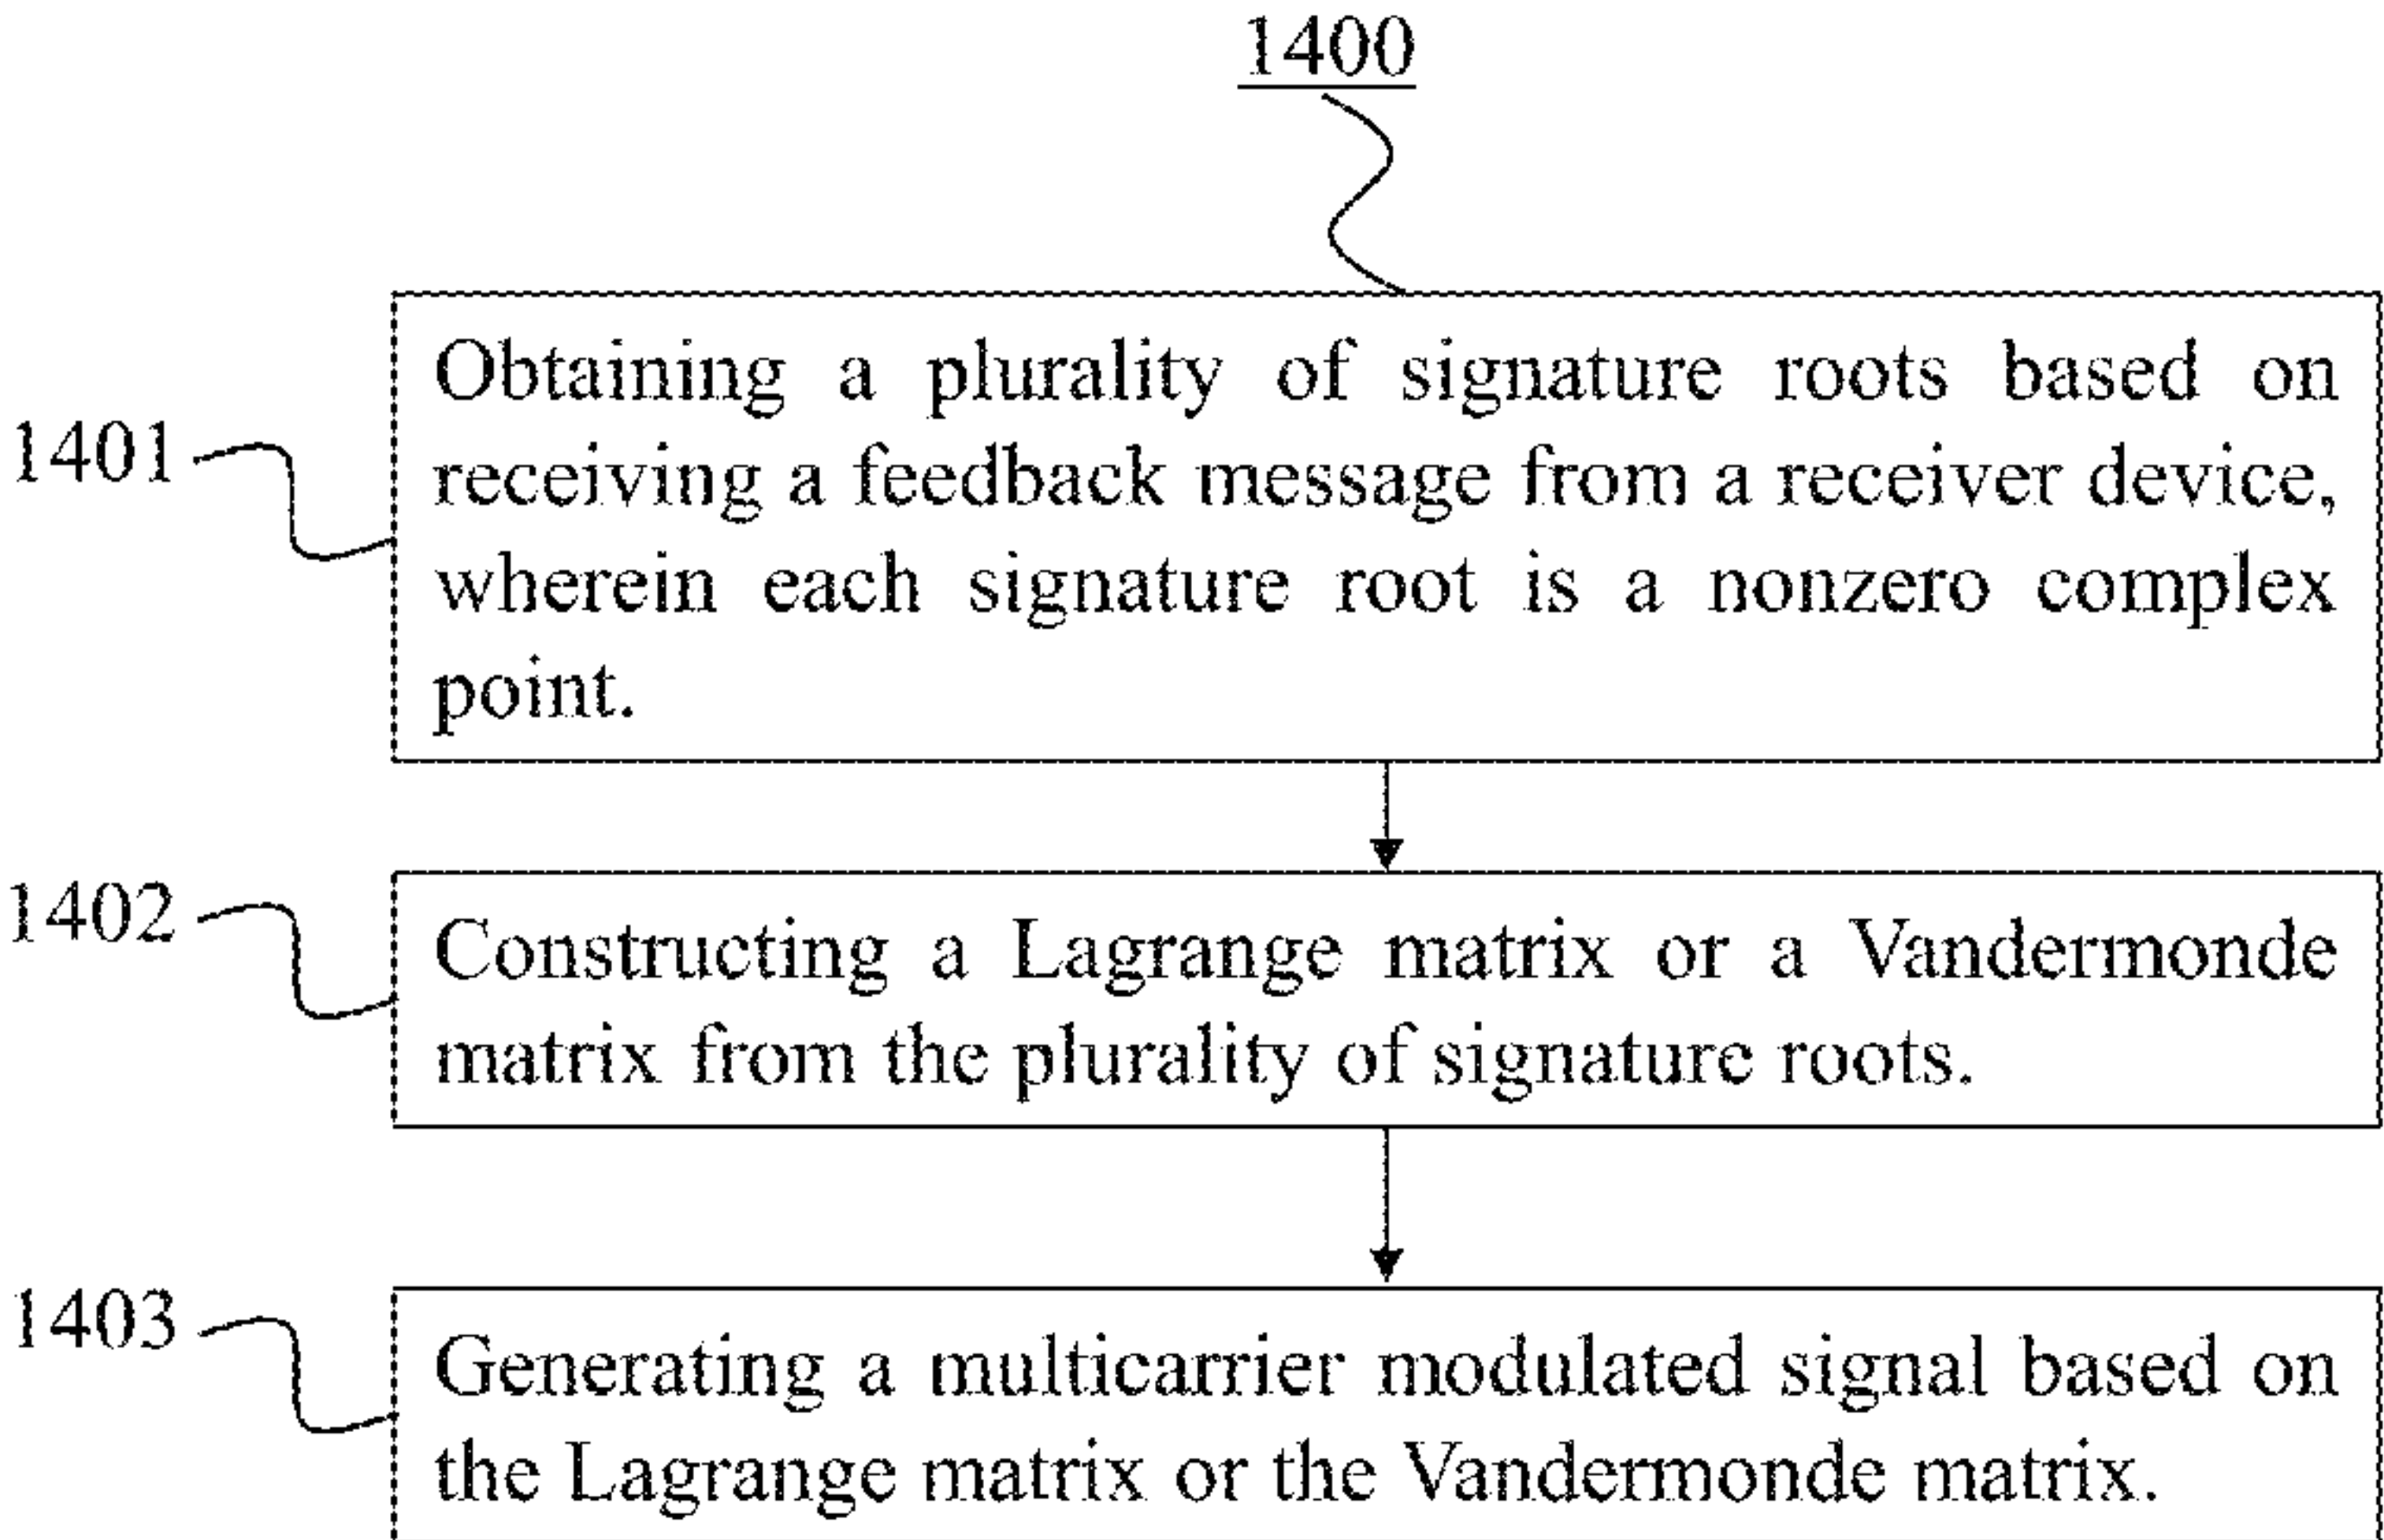 1400
1401
Obtaining a plurality of signature roots based on
receiving a feedback message from a receiver device,
wherein each signature root is a nonzero complex
point.
1402
Constructing a Lagrange matrix or a Vandermonde
matrix from the plurality of signature roots.
1403
Generating a multicarrier modulated signal based on
the Lagrange matrix or the Vandermonde matrix.